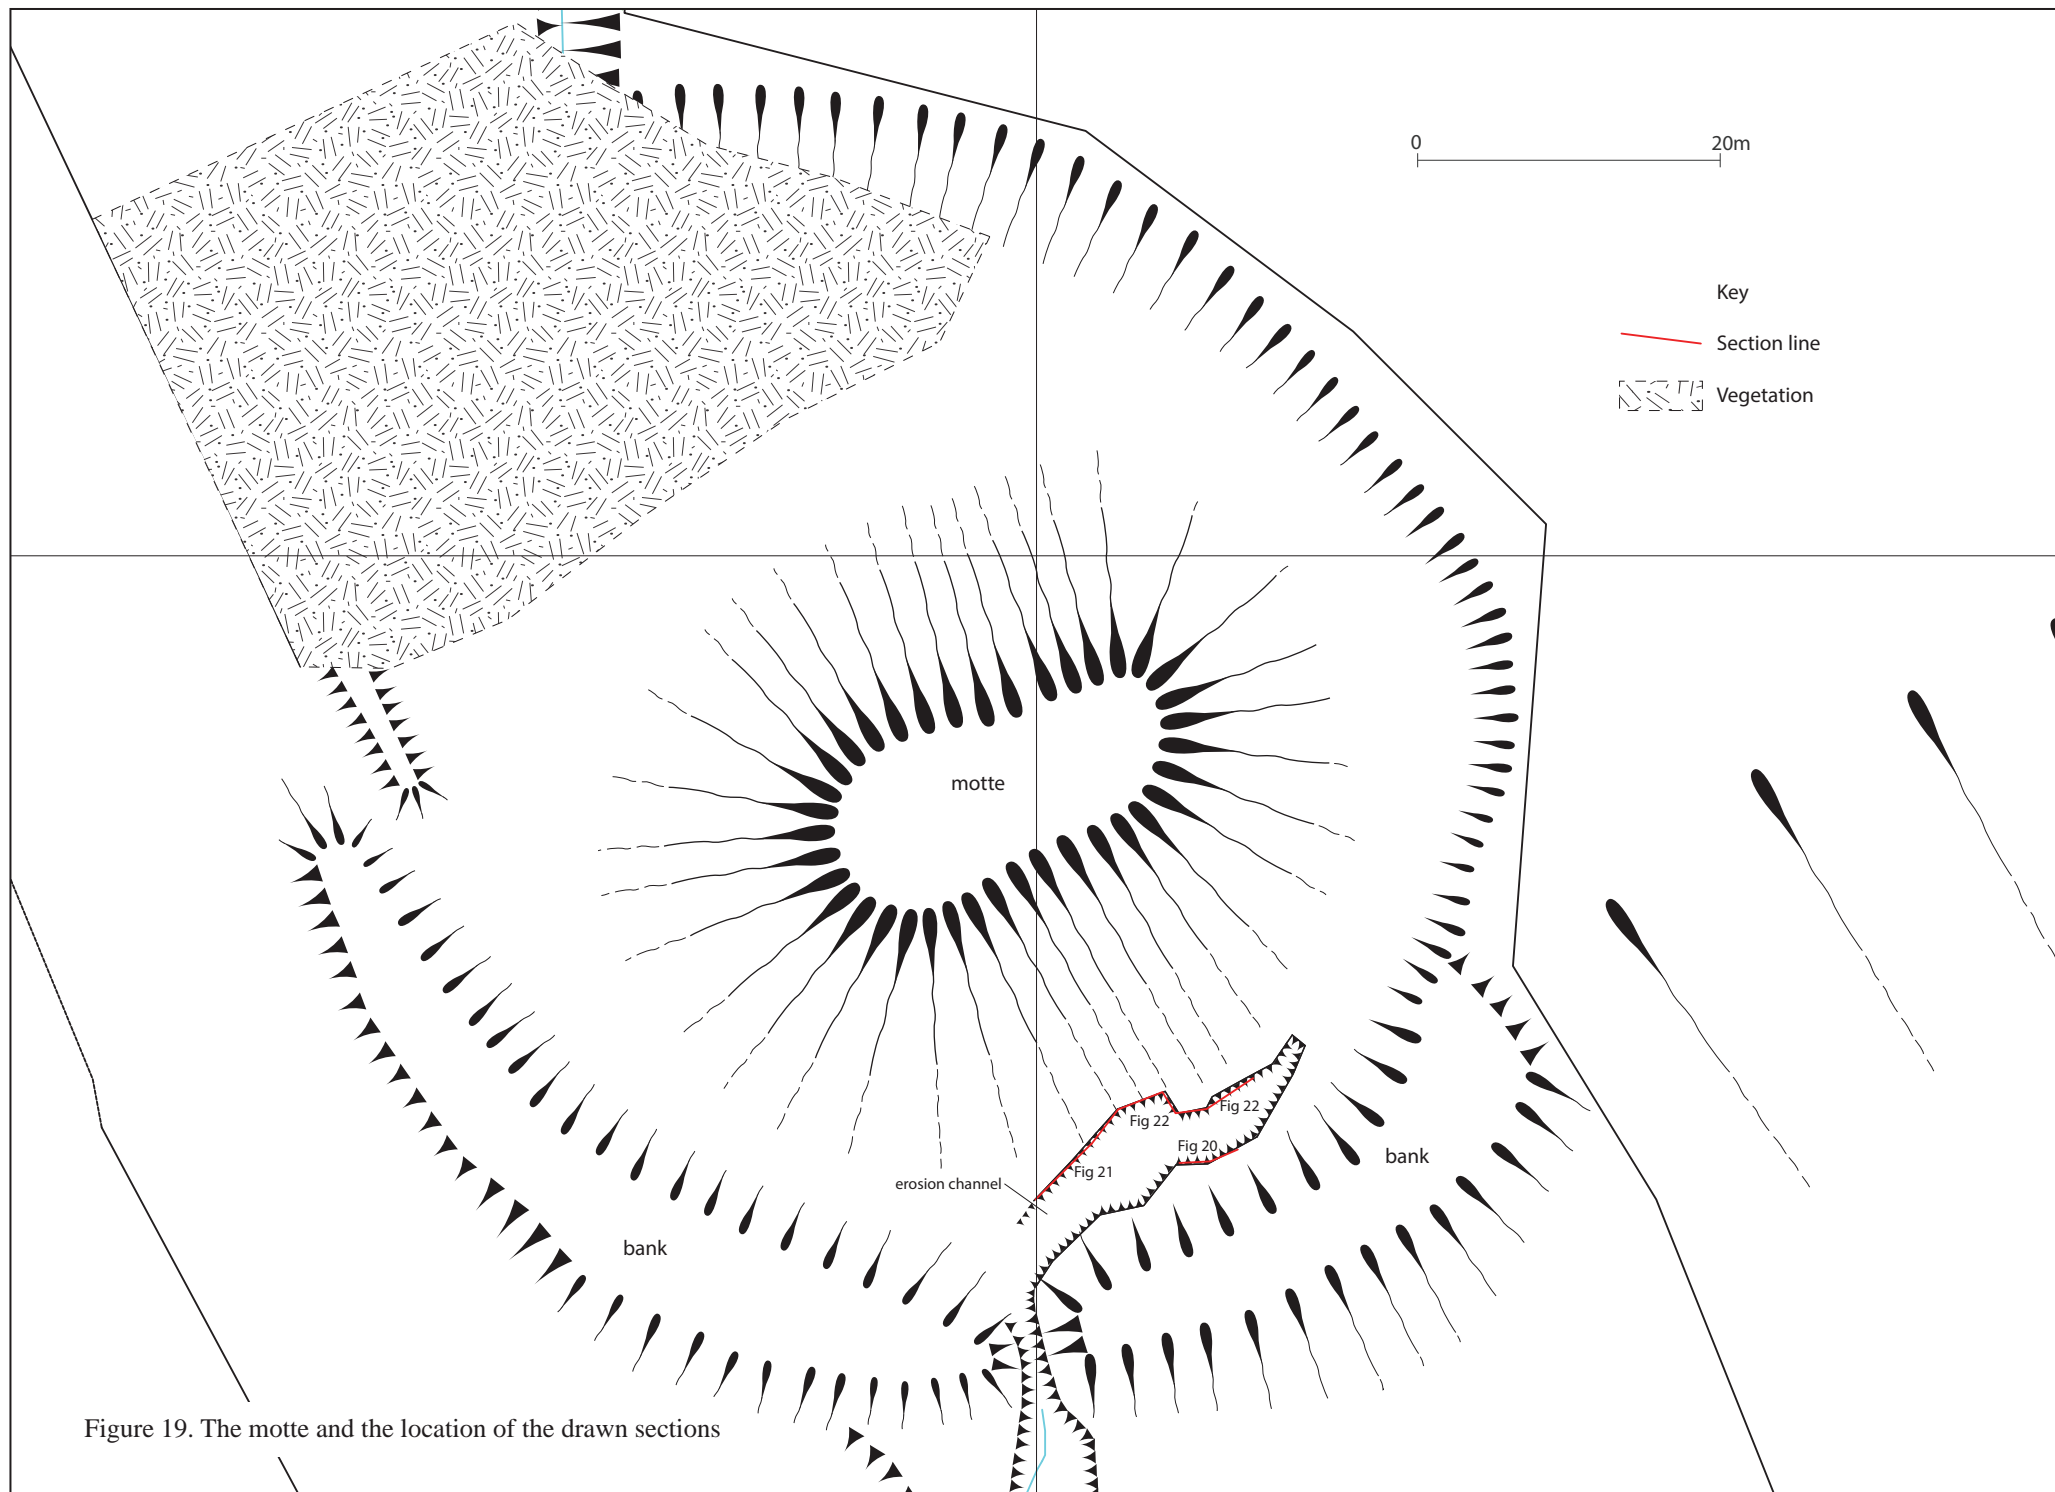 0 20m
Key
Section line
Vegetation
motte
Fig 22
Fig 22
Fig 20
bank
Fig 21
erosion channel
bank
Figure 19. The motte and the location of the drawn sections